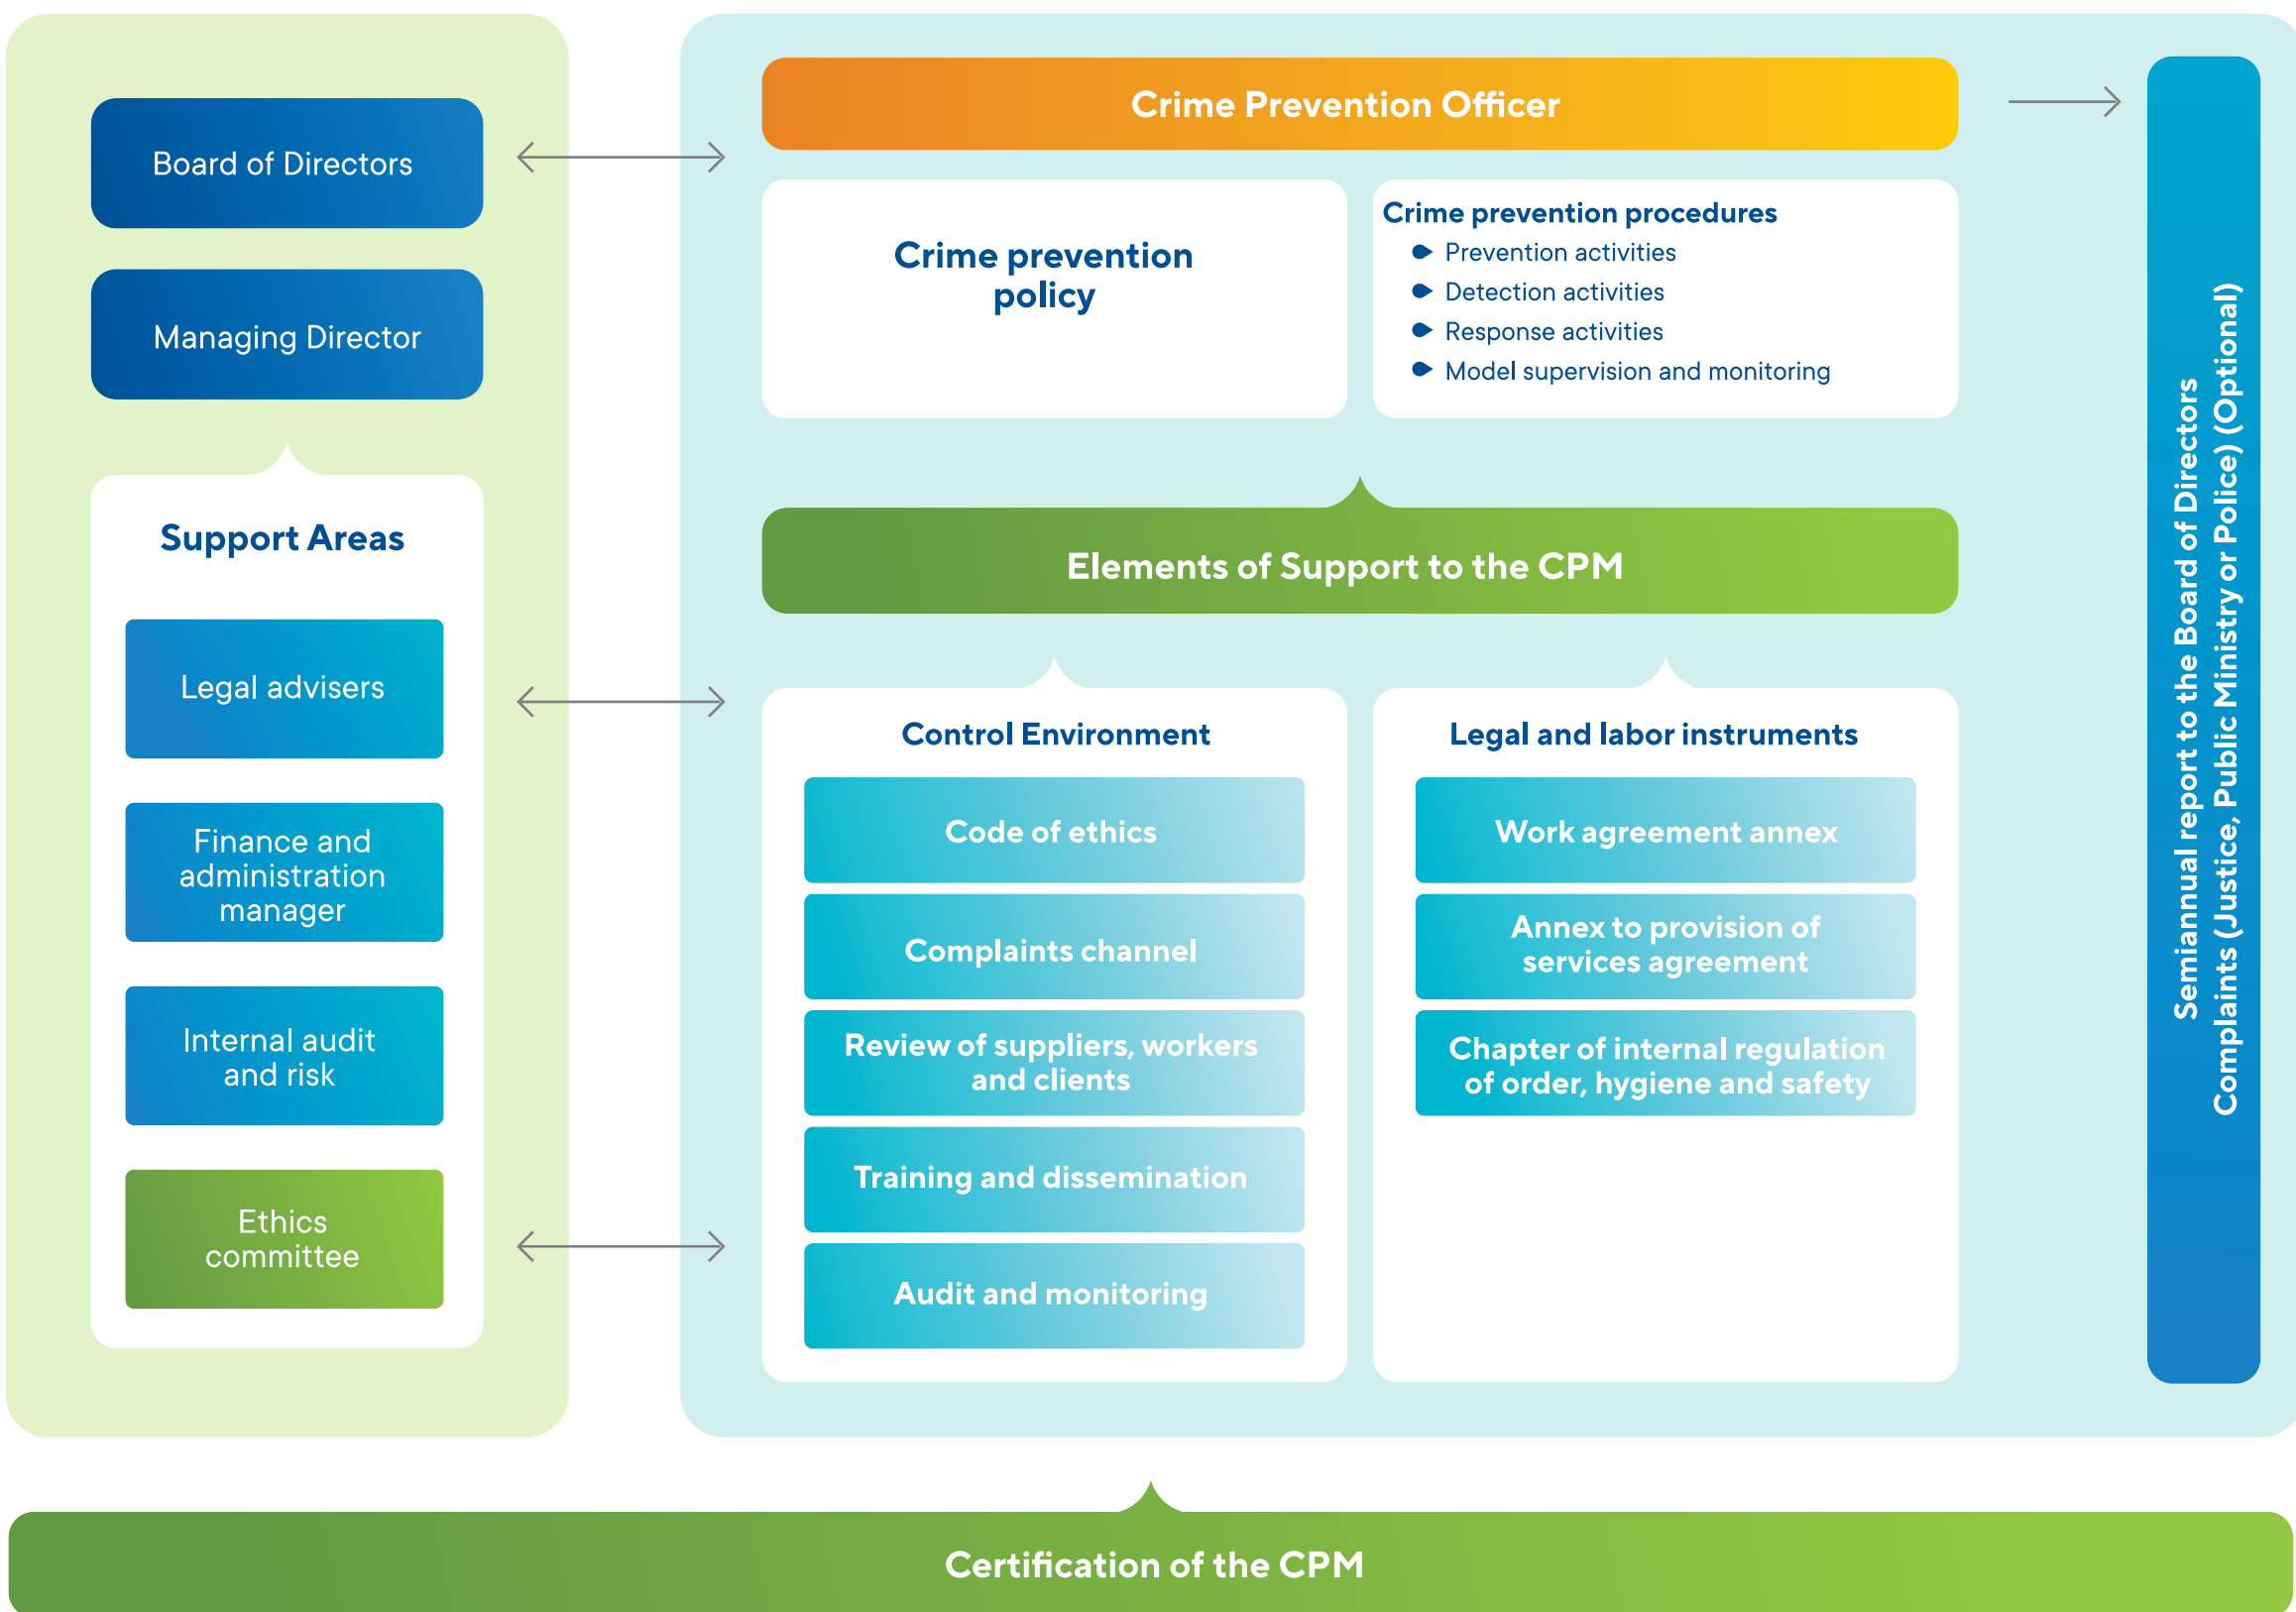 Board of Directors
Managing Director
Support Areas
Legal advisers
Finance and
administration
manager
Internal audit
and risk
Ethics
committee
Crime Prevention Officer
Crime prevention
policy
Crime prevention procedures
Prevention activities
Detection activities
Response activities
Model supervision and monitoring
Elements of Support to the CPM
Control Environment
Code of ethics
Complaints channel
Review of suppliers, workers
and clients
Training and dissemination
Audit and monitoring
Legal and labor instruments
Work agreement annex
Annex to provision of
services agreement
Chapter of internal regulation
of order, hygiene and safety
Semiannual report to the Board of Directors
Complaints (Justice, Public Ministry or Police) (Optional)
Certification of the CPM